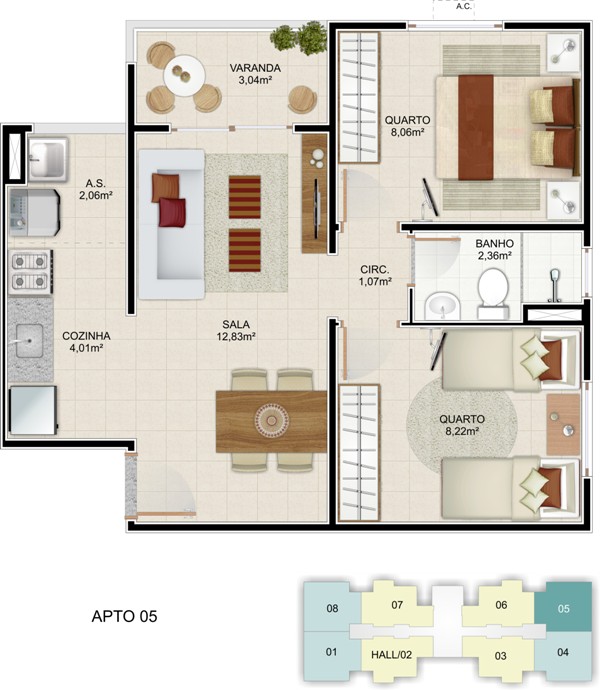 A.C.
VARANDA
3,04m²
QUARTO
8,06m²
A.S.
2,06m²
BANHO
2,36m²
CIRC.
1,07m²
COZINHA
4,01m²
SALA
12,83m²
QUARTO
8,22m²
APTO 05
08
07
06
05
01
HALL/02
03
04